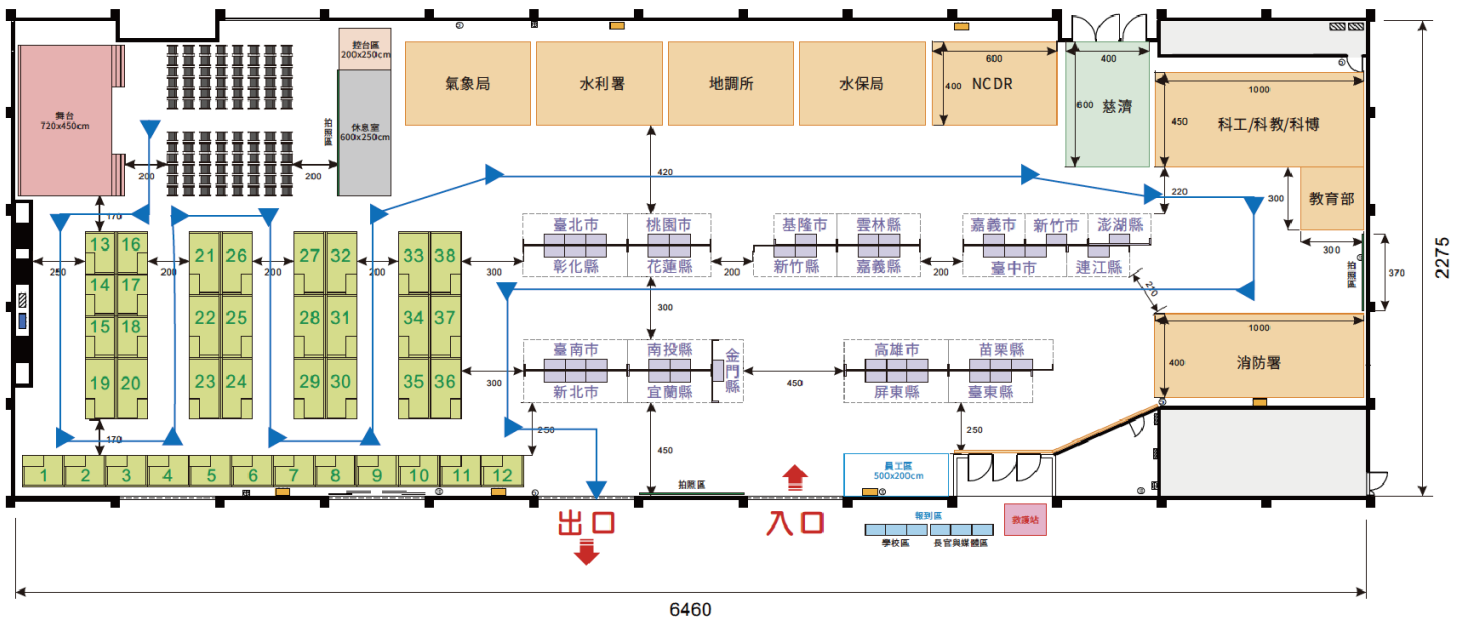 控台區
200x250cm
舞台
720x450cm
休息室
600x250cm
拍照區
氣象局
水利署
地調所
水保局
600
400
NCDR
400
600
慈濟
1000
450
科工/科教/科博
200
200
420
220
300
教育部
300
170
370
拍照區
2275
13 16
14 17
15 18
19 20
21 26
22 25
23 24
27 32
28 31
29 30
33 38
34 37
35 36
250
200
200
200
300
臺北市
桃園市
彰化縣
花蓮縣
200
基隆市
雲林縣
新竹縣
嘉義縣
200
嘉義市
新竹市
澎湖縣
臺中市
連江縣
210
300
300
臺南市
南投縣
金門縣
新北市
宜蘭縣
450
高雄市
苗栗縣
屏東縣
臺東縣
1000
400
消防署
170
250
450
250
1 2 3 4 5 6 7 8 9 10 11 12
拍照區
員工區
500x200cm
出口
入口
報到區
學校區
長官與媒體區
救護站
6460